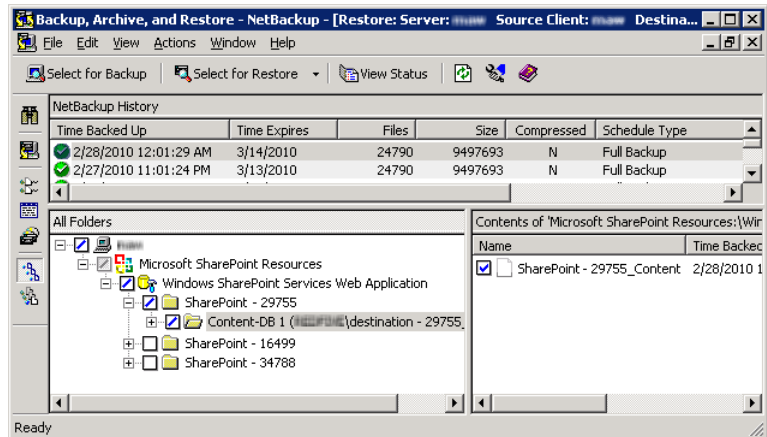 Backup, Archive, and Restore - NetBackup - [Restore: Server: Source Client: Destina...
File Edit View Actions Window Help
Select for Backup Select for Restore View Status
NetBackup History
Time Backed Up Time Expires Files Size Compressed Schedule Type
2/28/2010 12:01:29 AM 3/14/2010 24790 9497693 N Full Backup
2/27/2010 11:01:24 PM 3/13/2010 24790 9497693 N Full Backup
All Folders
Microsoft SharePoint Resources
Windows SharePoint Services Web Application
SharePoint - 29755
Content-DB 1 ( \destination - 29755_
SharePoint - 16499
SharePoint - 34788
Contents of 'Microsoft SharePoint Resources:\Win
Name Time Backed
SharePoint - 29755_Content 2/28/2010 1
Ready